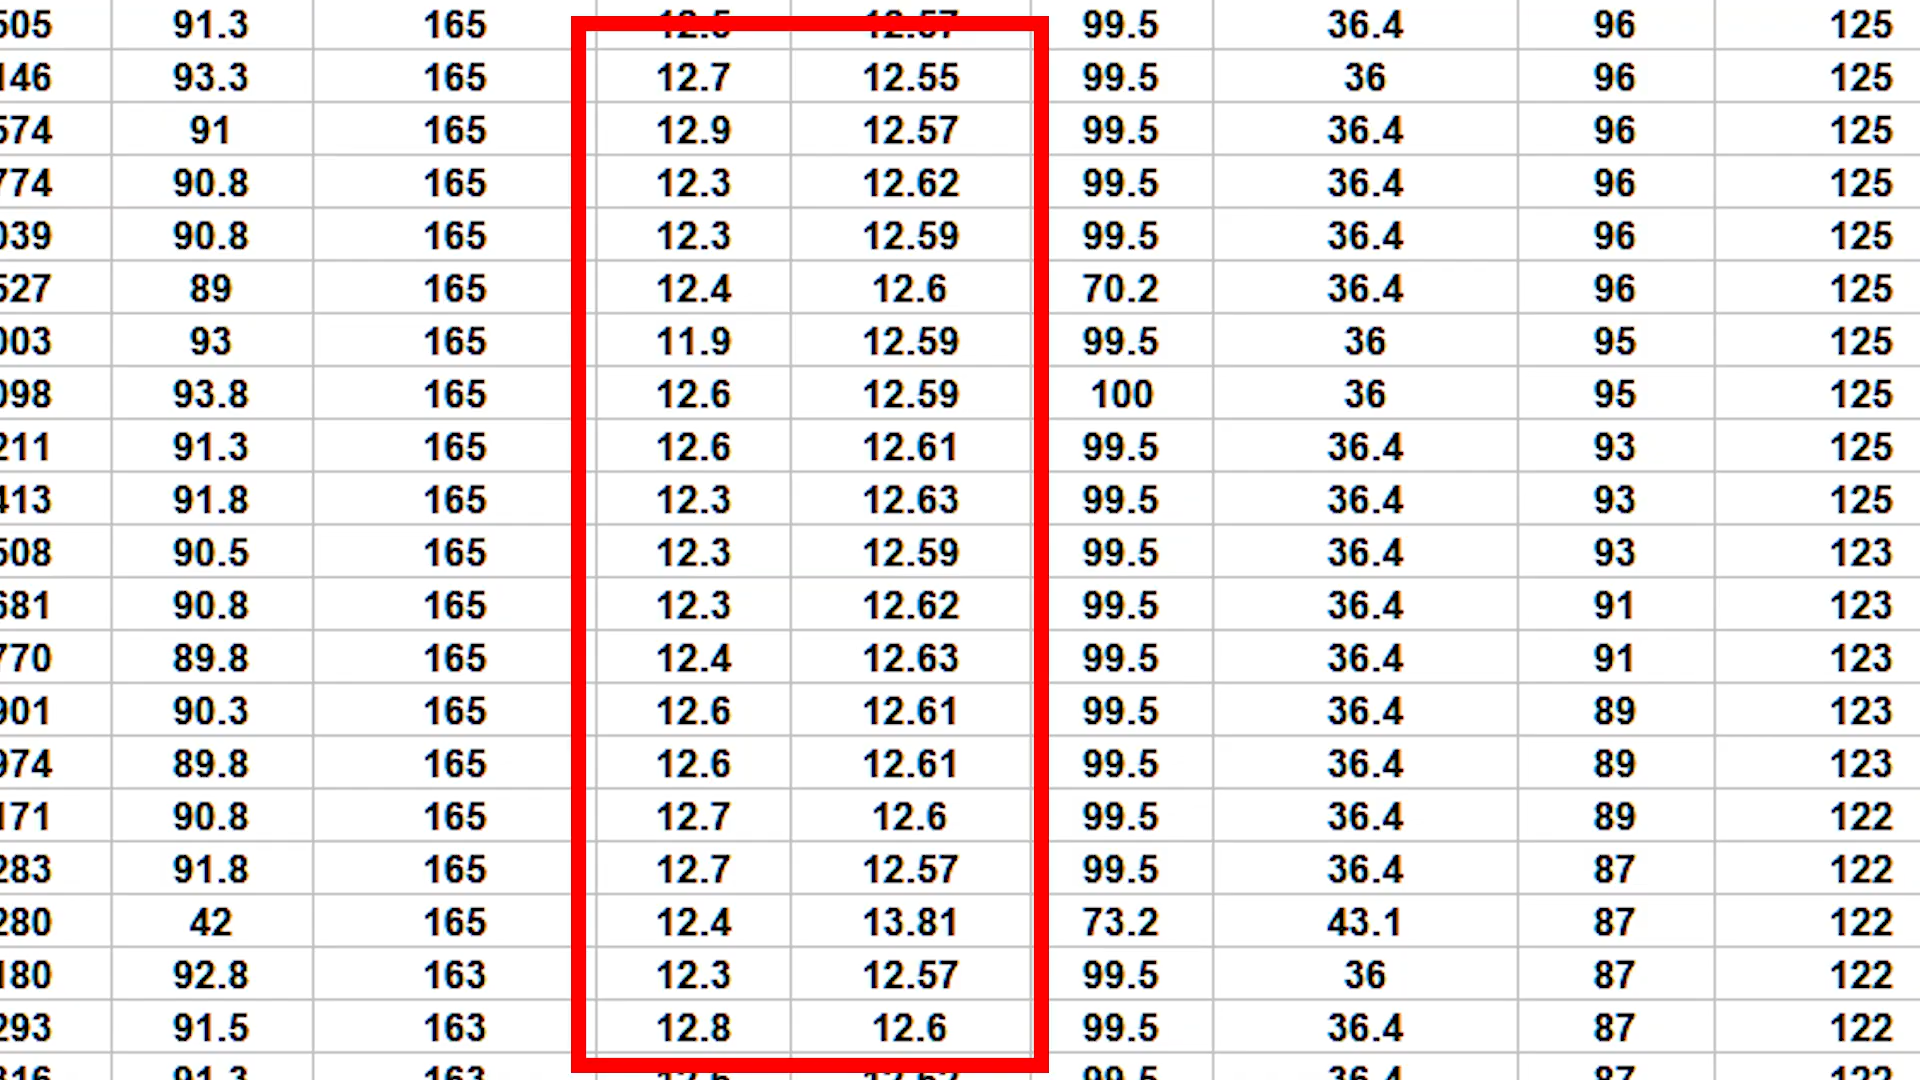 505 91.3 165 12.5 12.57 99.5 36.4 96 125
146 93.3 165 12.7 12.55 99.5 36 96 125
574 91 165 12.9 12.57 99.5 36.4 96 125
774 90.8 165 12.3 12.62 99.5 36.4 96 125
039 90.8 165 12.3 12.59 99.5 36.4 96 125
527 89 165 12.4 12.6 70.2 36.4 96 125
003 93 165 11.9 12.59 99.5 36 95 125
098 93.8 165 12.6 12.59 100 36 95 125
211 91.3 165 12.6 12.61 99.5 36.4 93 125
413 91.8 165 12.3 12.63 99.5 36.4 93 125
508 90.5 165 12.3 12.59 99.5 36.4 93 123
681 90.8 165 12.3 12.62 99.5 36.4 91 123
770 89.8 165 12.4 12.63 99.5 36.4 91 123
901 90.3 165 12.6 12.61 99.5 36.4 89 123
974 89.8 165 12.6 12.61 99.5 36.4 89 123
171 90.8 165 12.7 12.6 99.5 36.4 89 122
283 91.8 165 12.7 12.57 99.5 36.4 87 122
280 42 165 12.4 13.81 73.2 43.1 87 122
180 92.8 163 12.3 12.57 99.5 36 87 122
293 91.5 163 12.8 12.6 99.5 36.4 87 122
91.3 163 99.5 36.4 87 122